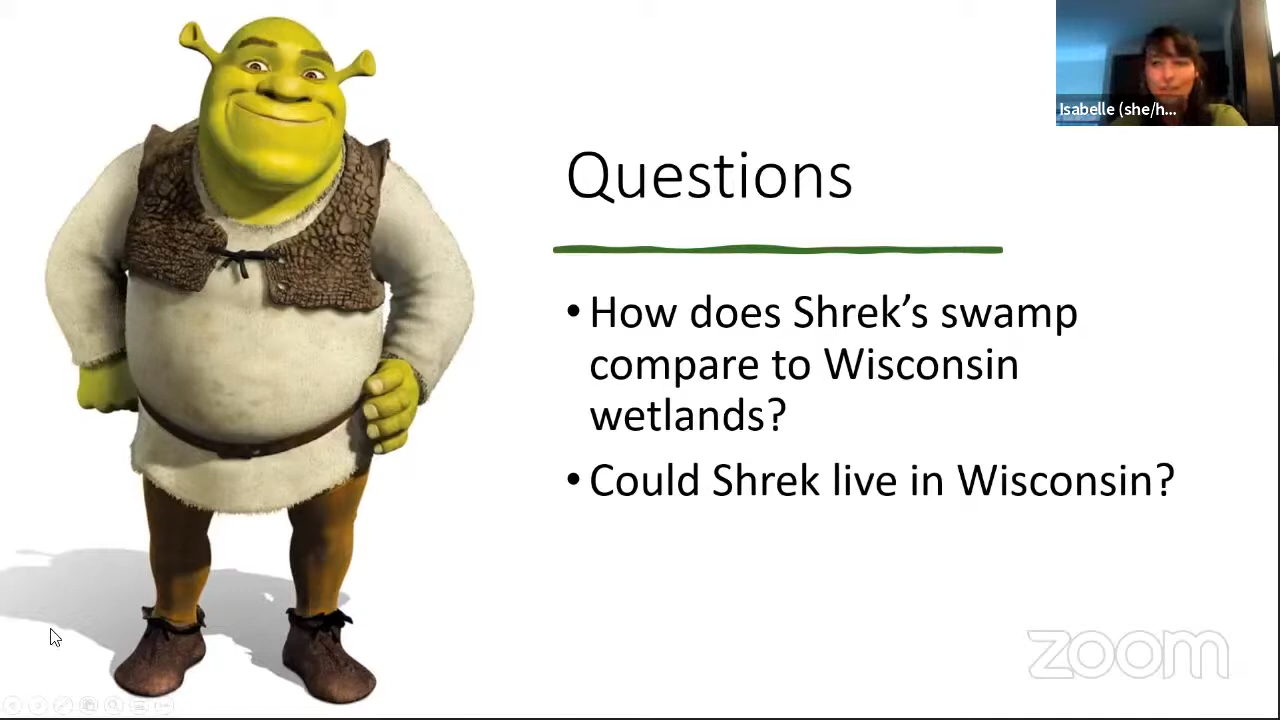 Isabelle (she/h...
Questions
• How does Shrek’s swamp
compare to Wisconsin
wetlands?
• Could Shrek live in Wisconsin?
zoom